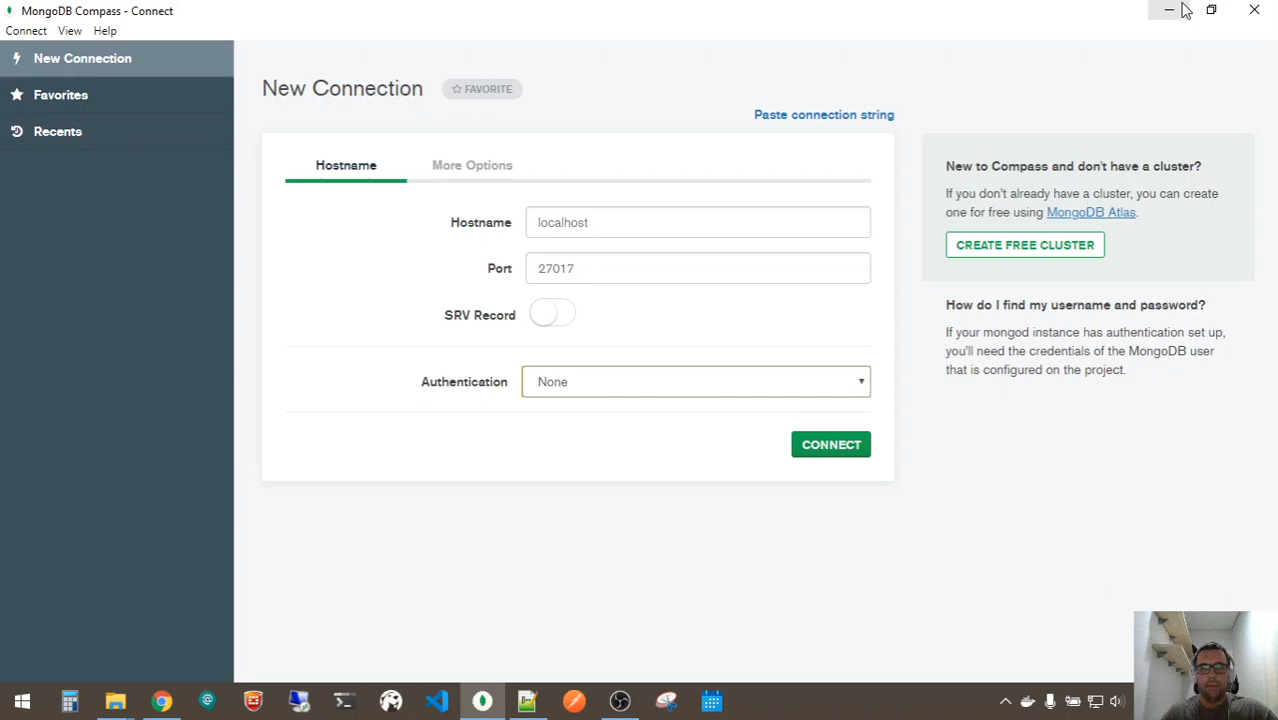 MongoDB Compass - Connect
Connect View Help
New Connection
Favorites
Recents
New Connection
FAVORITE
Paste connection string
Hostname
More Options
Hostname
localhost
Port
27017
SRV Record
Authentication
None
CONNECT
New to Compass and don't have a cluster?
If you don't already have a cluster, you can create
one for free using MongoDB Atlas.
CREATE FREE CLUSTER
How do I find my username and password?
If your mongod instance has authentication set up,
you'll need the credentials of the MongoDB user
that is configured on the project.